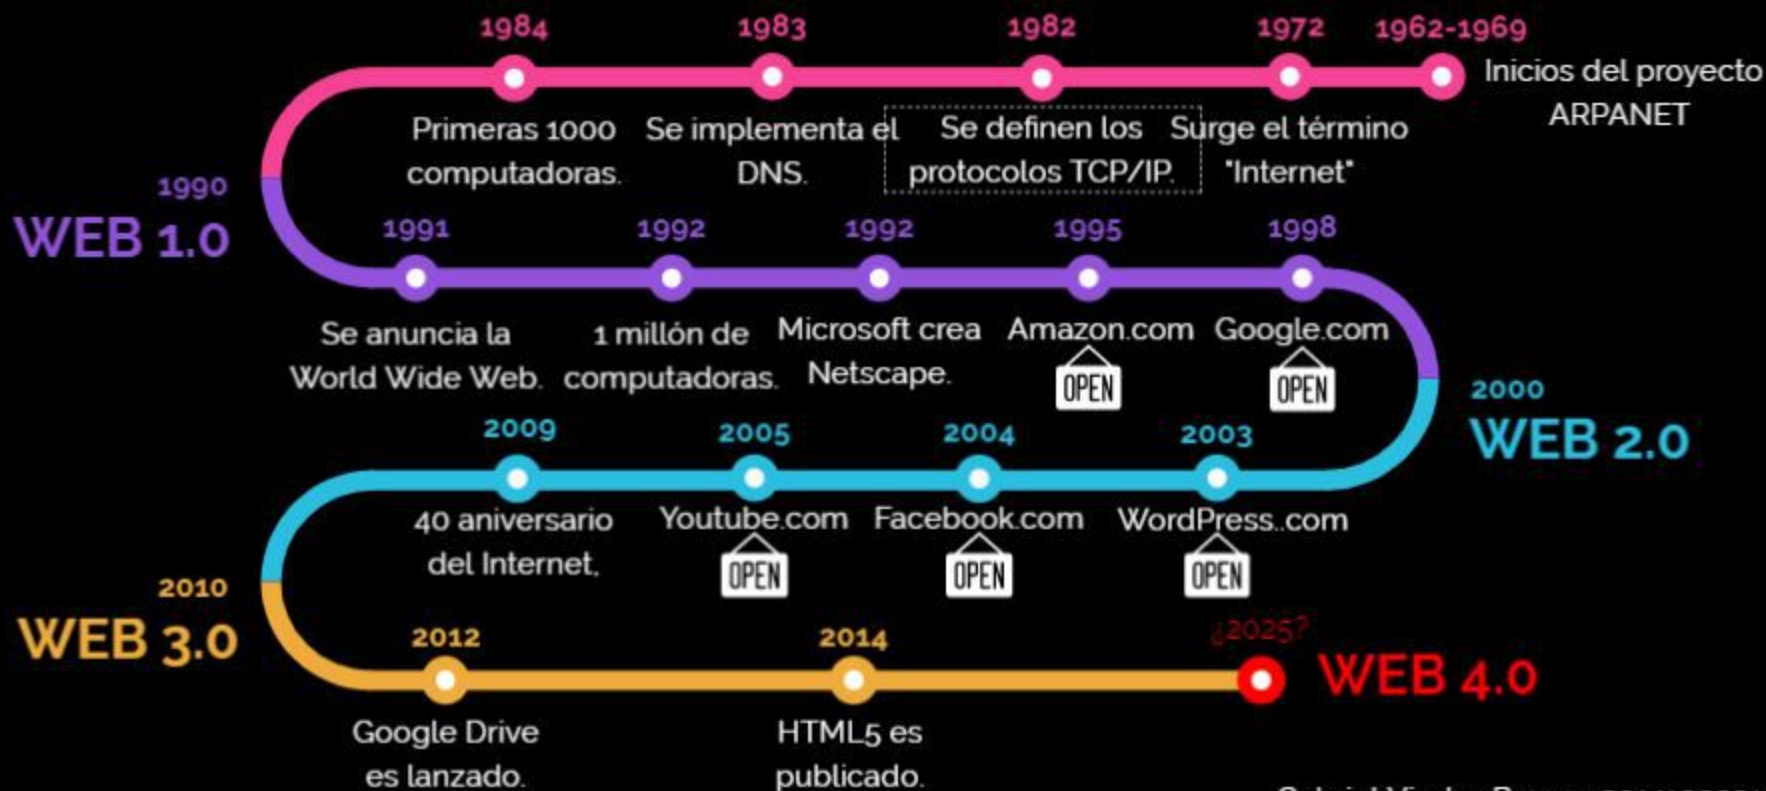 1984
1983
1982
1972
1962-1969
Inicios del proyecto
ARPANET
Primeras 1000
computadoras.
Se implementa el
DNS.
Se definen los
protocolos TCP/IP.
Surge el término
"Internet"
1990
WEB 1.0
1991
1992
1992
1995
1998
Se anuncia la
World Wide Web.
1 millón de
computadoras.
Microsoft crea
Netscape.
Amazon.com
OPEN
Google.com
OPEN
2000
WEB 2.0
2009
2005
2004
2003
40 aniversario
del Internet,
Youtube.com
OPEN
Facebook.com
OPEN
WordPress..com
OPEN
2010
WEB 3.0
2012
2014
¿2025?
WEB 4.0
Google Drive
es lanzado.
HTML5 es
publicado.